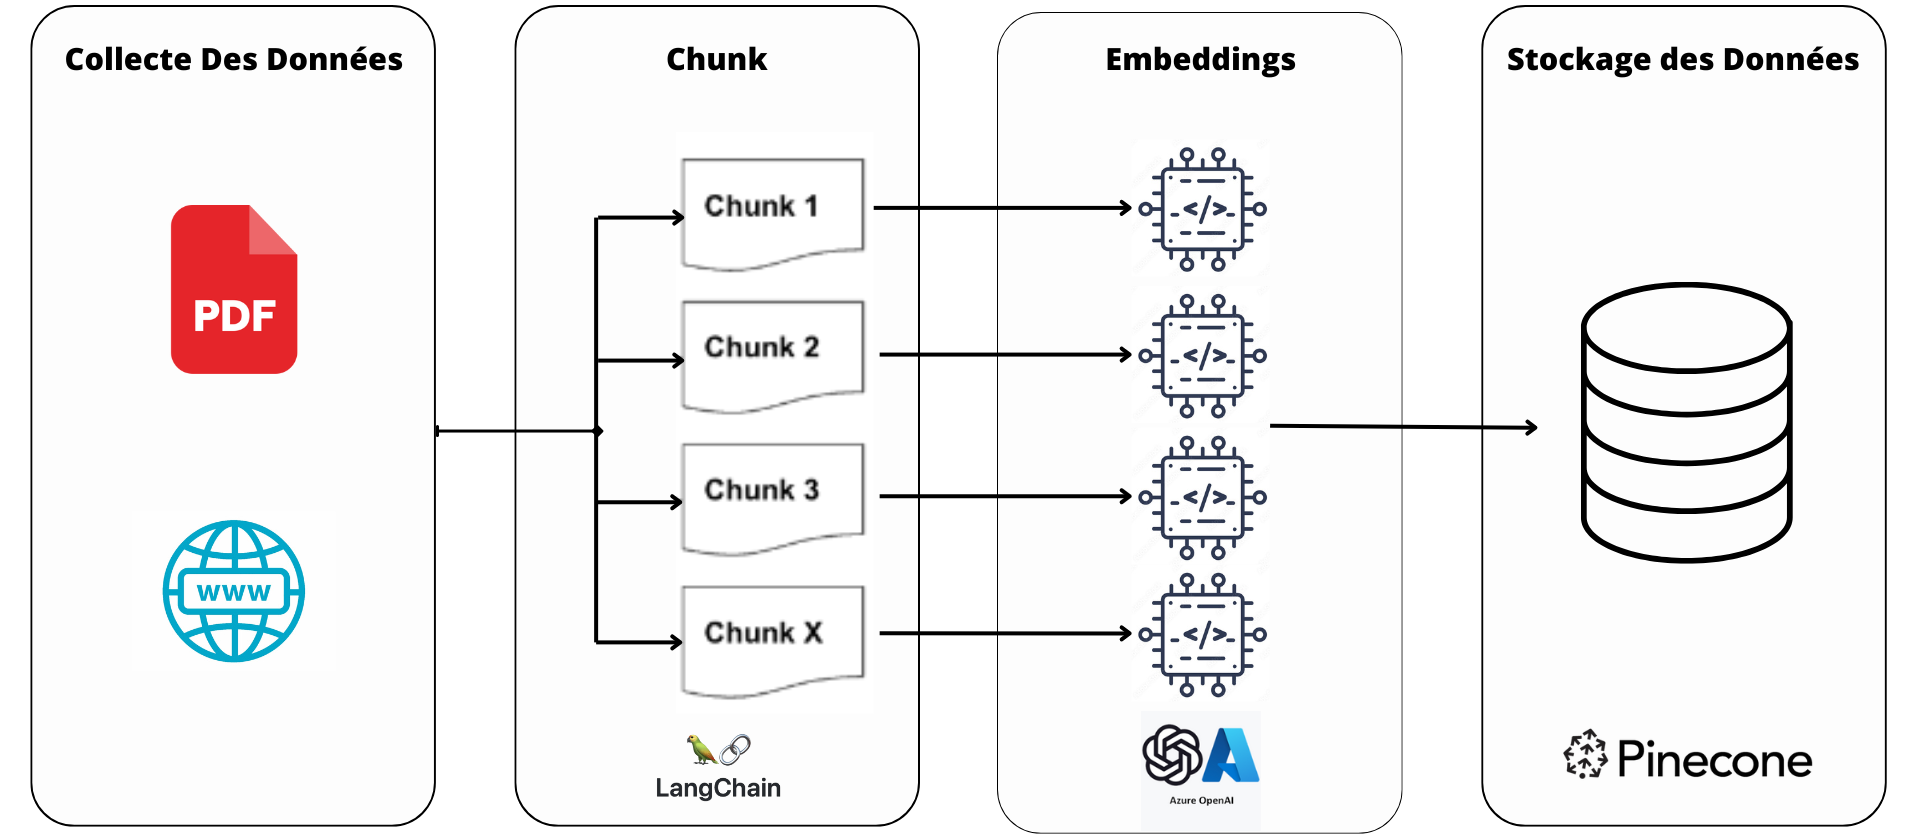 Collecte Des Données
PDF
www
Chunk
Chunk 1
Chunk 2
Chunk 3
Chunk X
LangChain
Embeddings
</>
</>
</>
</>
Azure OpenAI
Stockage des Données
Pinecone